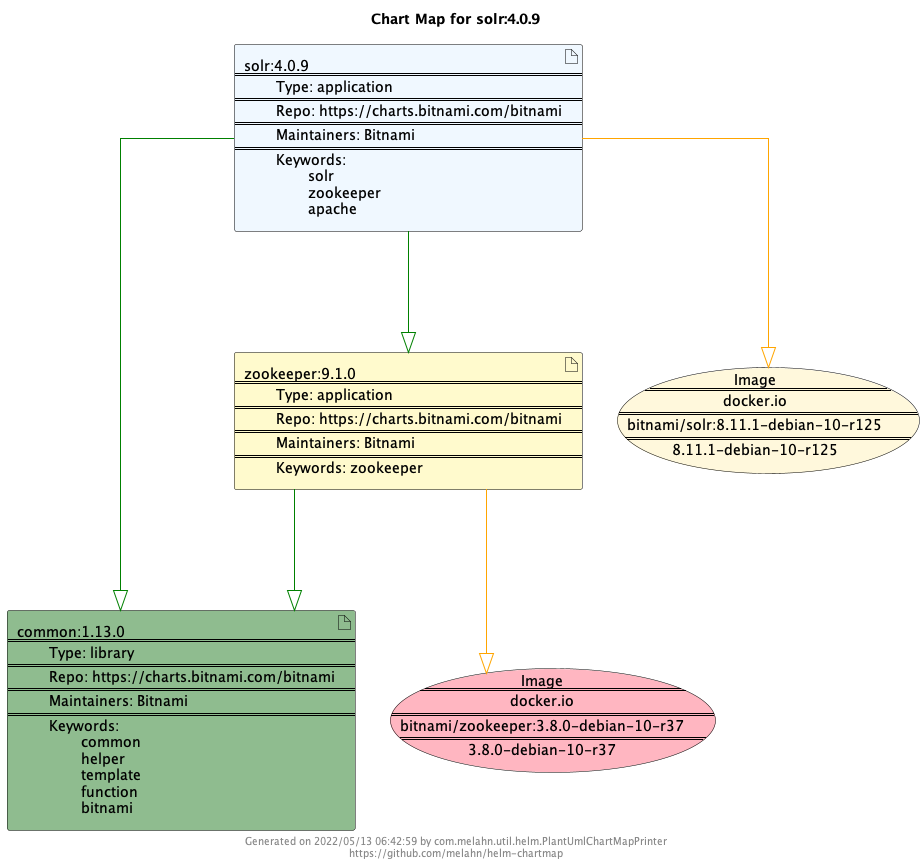 Chart Map for solr:4.0.9
solr:4.0.9
Type: application
Repo: https://charts.bitnami.com/bitnami
Maintainers: Bitnami
Keywords:
solr
zookeeper
apache
zookeeper:9.1.0
Type: application
Repo: https://charts.bitnami.com/bitnami
Maintainers: Bitnami
Keywords: zookeeper
Image
docker.io
bitnami/solr:8.11.1-debian-10-r125
8.11.1-debian-10-r125
common:1.13.0
Type: library
Repo: https://charts.bitnami.com/bitnami
Maintainers: Bitnami
Keywords:
common
helper
template
function
bitnami
Image
docker.io
bitnami/zookeeper:3.8.0-debian-10-r37
3.8.0-debian-10-r37
Generated on 2022/05/13 06:42:59 by com.melahn.util.helm.PlantUmlChartMapPrinter
https://github.com/melahn/helm-chartmap